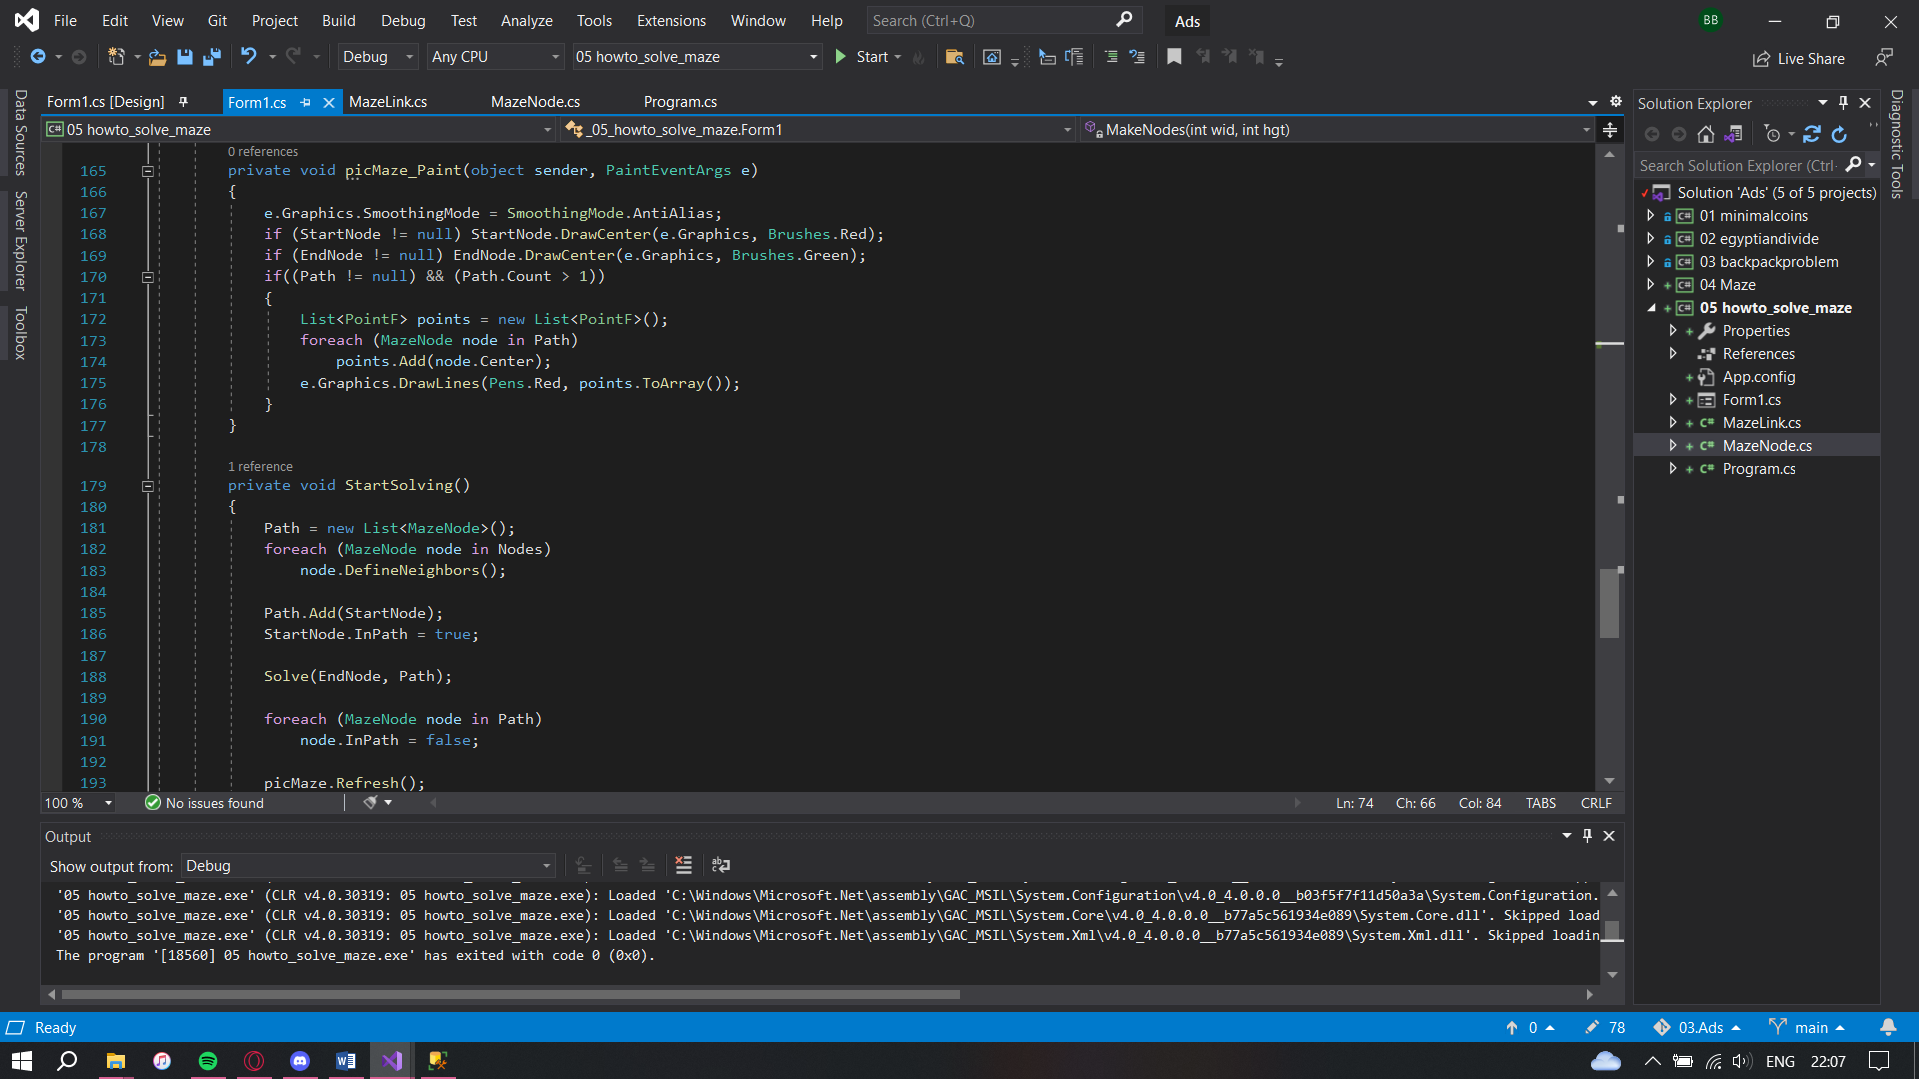 File Edit View Git Project Build Debug Test Analyze Tools Extensions Window Help Search (Ctrl+Q) Ads BB
Debug Any CPU 05 howto_solve_maze Start Live Share
Form1.cs [Design] Form1.cs MazeLink.cs MazeNode.cs Program.cs
05 howto_solve_maze _05_howto_solve_maze.Form1 MakeNodes(int wid, int hgt)
Data Sources
Server Explorer
Toolbox
0 references
165 private void picMaze_Paint(object sender, PaintEventArgs e)
166 {
167 e.Graphics.SmoothingMode = SmoothingMode.AntiAlias;
168 if (StartNode != null) StartNode.DrawCenter(e.Graphics, Brushes.Red);
169 if (EndNode != null) EndNode.DrawCenter(e.Graphics, Brushes.Green);
170 if((Path != null) && (Path.Count > 1))
171 {
172 List<PointF> points = new List<PointF>();
173 foreach (MazeNode node in Path)
174 points.Add(node.Center);
175 e.Graphics.DrawLines(Pens.Red, points.ToArray());
176 }
177 }
178
1 reference
179 private void StartSolving()
180 {
181 Path = new List<MazeNode>();
182 foreach (MazeNode node in Nodes)
183 node.DefineNeighbors();
184
185 Path.Add(StartNode);
186 StartNode.InPath = true;
187
188 Solve(EndNode, Path);
189
190 foreach (MazeNode node in Path)
191 node.InPath = false;
192
193 picMaze.Refresh();
100 % No issues found Ln: 74 Ch: 66 Col: 84 TABS CRLF
Output
Show output from: Debug
'05 howto_solve_maze.exe' (CLR v4.0.30319: 05 howto_solve_maze.exe): Loaded 'C:\Windows\Microsoft.Net\assembly\GAC_MSIL\System.Configuration\v4.0_4.0.0.0__b03f5f7f11d50a3a\System.Configuration.
'05 howto_solve_maze.exe' (CLR v4.0.30319: 05 howto_solve_maze.exe): Loaded 'C:\Windows\Microsoft.Net\assembly\GAC_MSIL\System.Core\v4.0_4.0.0.0__b77a5c561934e089\System.Core.dll'. Skipped load
'05 howto_solve_maze.exe' (CLR v4.0.30319: 05 howto_solve_maze.exe): Loaded 'C:\Windows\Microsoft.Net\assembly\GAC_MSIL\System.Xml\v4.0_4.0.0.0__b77a5c561934e089\System.Xml.dll'. Skipped loadin
The program '[18560] 05 howto_solve_maze.exe' has exited with code 0 (0x0).
Solution Explorer
Search Solution Explorer (Ctrl
Solution 'Ads' (5 of 5 projects)
01 minimalcoins
02 egyptiandivide
03 backpackproblem
04 Maze
05 howto_solve_maze
Properties
References
App.config
Form1.cs
MazeLink.cs
MazeNode.cs
Program.cs
Diagnostic Tools
Ready 0 78 03.Ads main
ENG 22:07